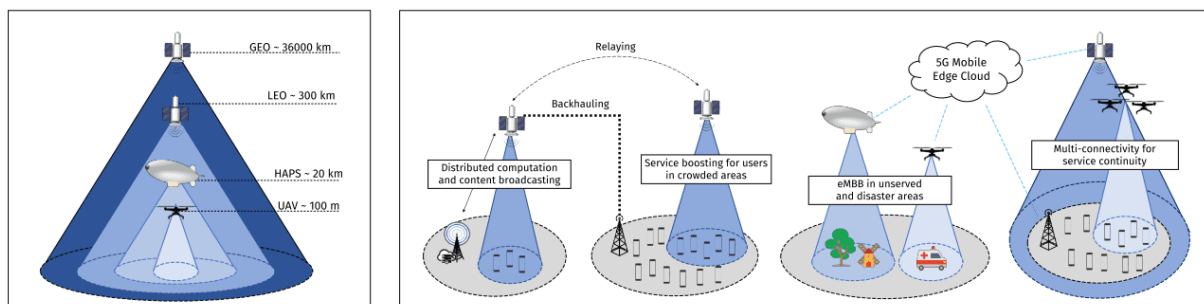 GEO ~ 36000 km
LEO ~ 300 km
HAPS ~ 20 km
UAV ~ 100 m
Relaying
Backhauling
Distributed computation
and content broadcasting
Service boosting for users
in crowded areas
5G Mobile
Edge Cloud
eMBB in unserved
and disaster areas
Multi-connectivity for
service continuity